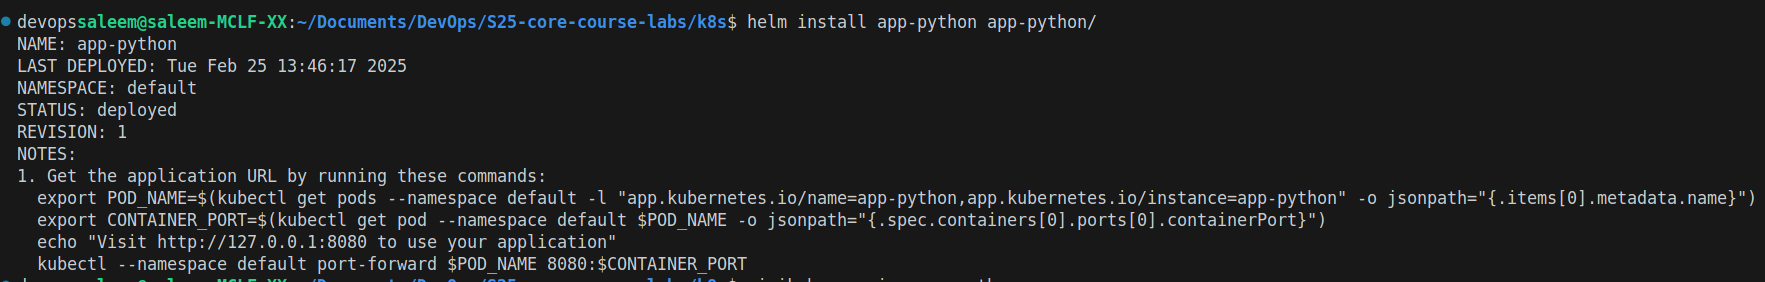 devopssaleem@saleem-MCLF-XX:~/Documents/DevOps/S25-core-course-labs/k8s$ helm install app-python app-python/
NAME: app-python
LAST DEPLOYED: Tue Feb 25 13:46:17 2025
NAMESPACE: default
STATUS: deployed
REVISION: 1
NOTES:
1. Get the application URL by running these commands:
  export POD_NAME=$(kubectl get pods --namespace default -l "app.kubernetes.io/name=app-python,app.kubernetes.io/instance=app-python" -o jsonpath="{.items[0].metadata.name}")
  export CONTAINER_PORT=$(kubectl get pod --namespace default $POD_NAME -o jsonpath="{.spec.containers[0].ports[0].containerPort}")
  echo "Visit http://127.0.0.1:8080 to use your application"
  kubectl --namespace default port-forward $POD_NAME 8080:$CONTAINER_PORT